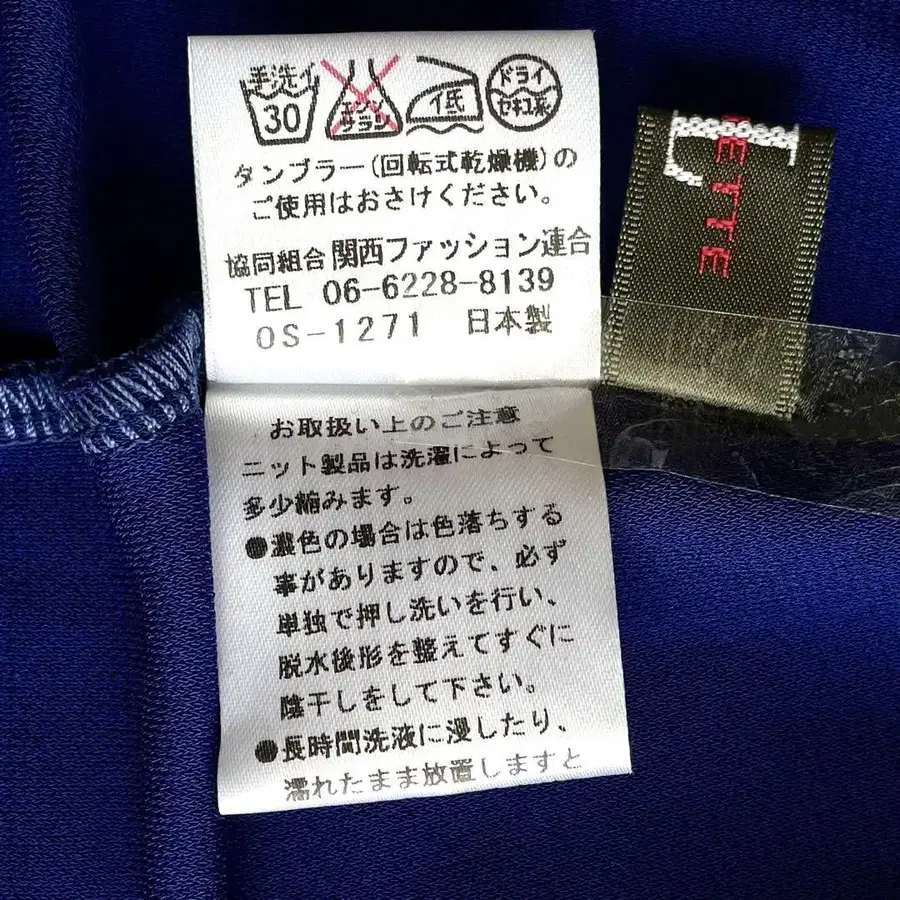 手洗イ
30
エンソ
サラシ
イ氏
ドライ
セキユ系
タンブラー(回転式乾燥機)の
ご使用はおさけください。
協同組合 関西ファッション連合
TEL 06-6228-8139
OS-1271 日本製
お取扱い上のご注意
ニット製品は洗濯によって
多少縮みます。
●濃色の場合は色落ちする
事がありますので、必ず
単独で押し洗いを行い、
脱水後形を整えてすぐに
陰干しをして下さい。
●長時間洗液に浸したり、
濡れたまま放置しますと
ETTE